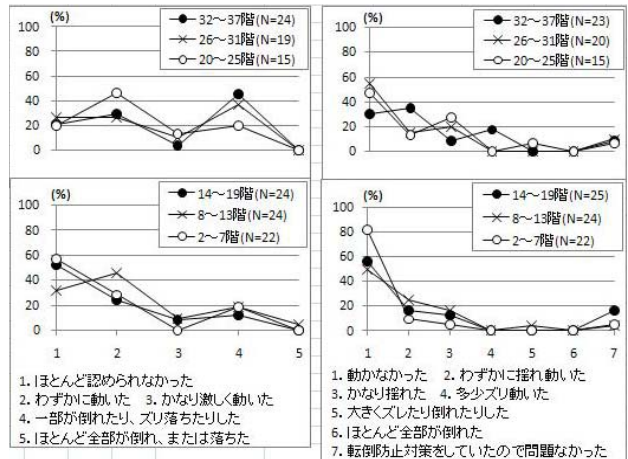 (%)
100
80
60
40
20
0
32～37階(N=24)
26～31階(N=19)
20～25階(N=15)
(%)
100
80
60
40
20
0
32～37階(N=23)
26～31階(N=20)
20～25階(N=15)
(%)
100
80
60
40
20
0
14～19階(N=24)
8～13階(N=24)
2～7階(N=22)
1 2 3 4 5
1. ほとんど認められなかった
2. わずかに動いた 3. かなり激しく動いた
4. 一部が倒れたり、ズリ落ちたりした
5. ほとんど全部が倒れ、または落ちた
(%)
100
80
60
40
20
0
14～19階(N=25)
8～13階(N=24)
2～7階(N=22)
1 2 3 4 5 6 7
1. 動かなかった 2. わずかに揺れ動いた
3. かなり揺れた 4. 多少ズリ動いた
5. 大きくズレたり倒れたりした
6. ほとんど全部が倒れた
7. 転倒防止対策をしていたので問題なかった